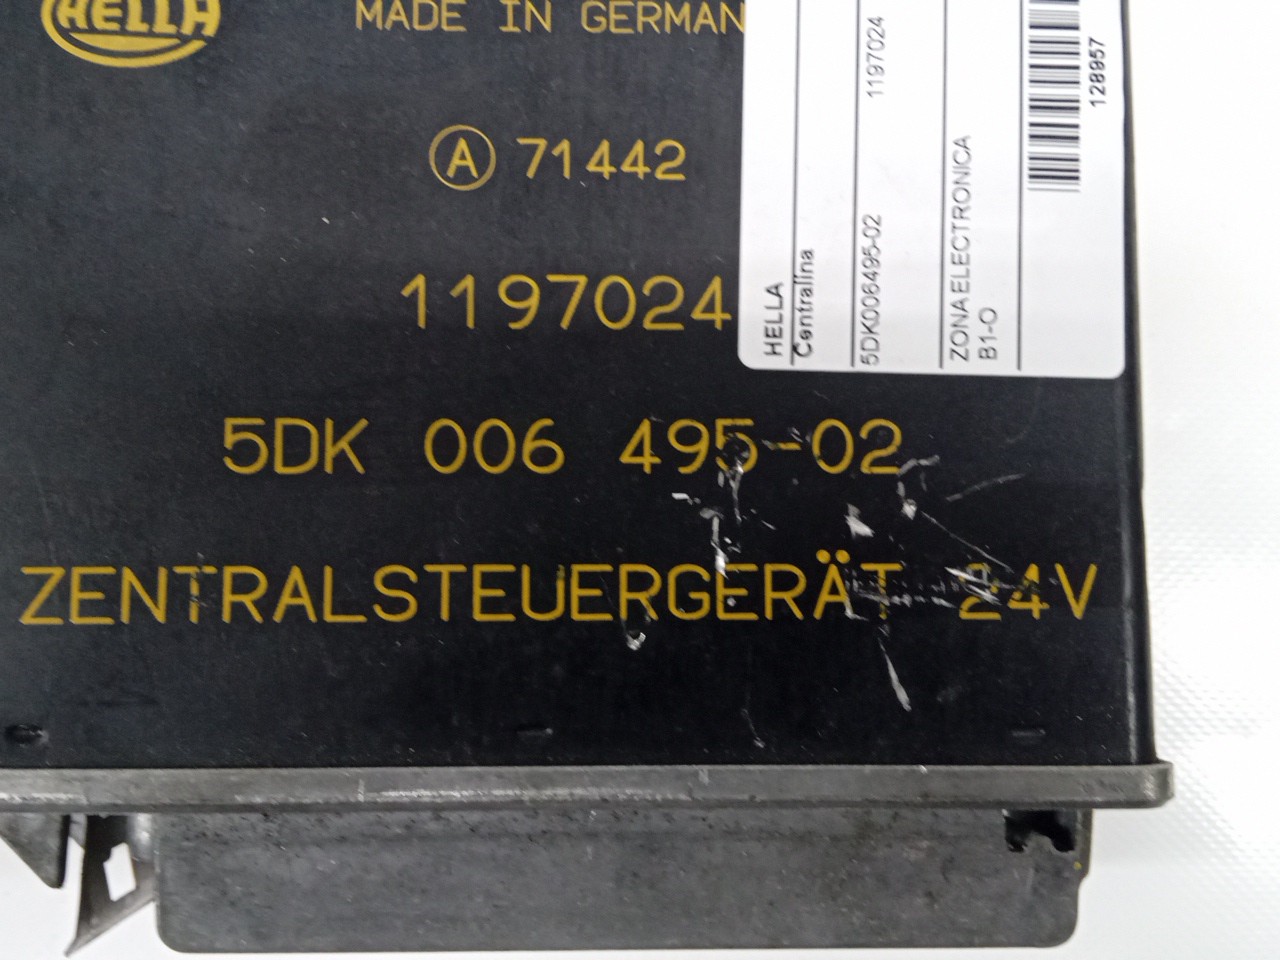 HELLA
MADE IN GERMAN
A 71442
1197024
5DK 006 495-02
ZENTRALSTEUERGERÄT 24V
HELLA
Centralina
5DK006495-02 1197024
ZONA ELECTRONICA
B1-O
128957